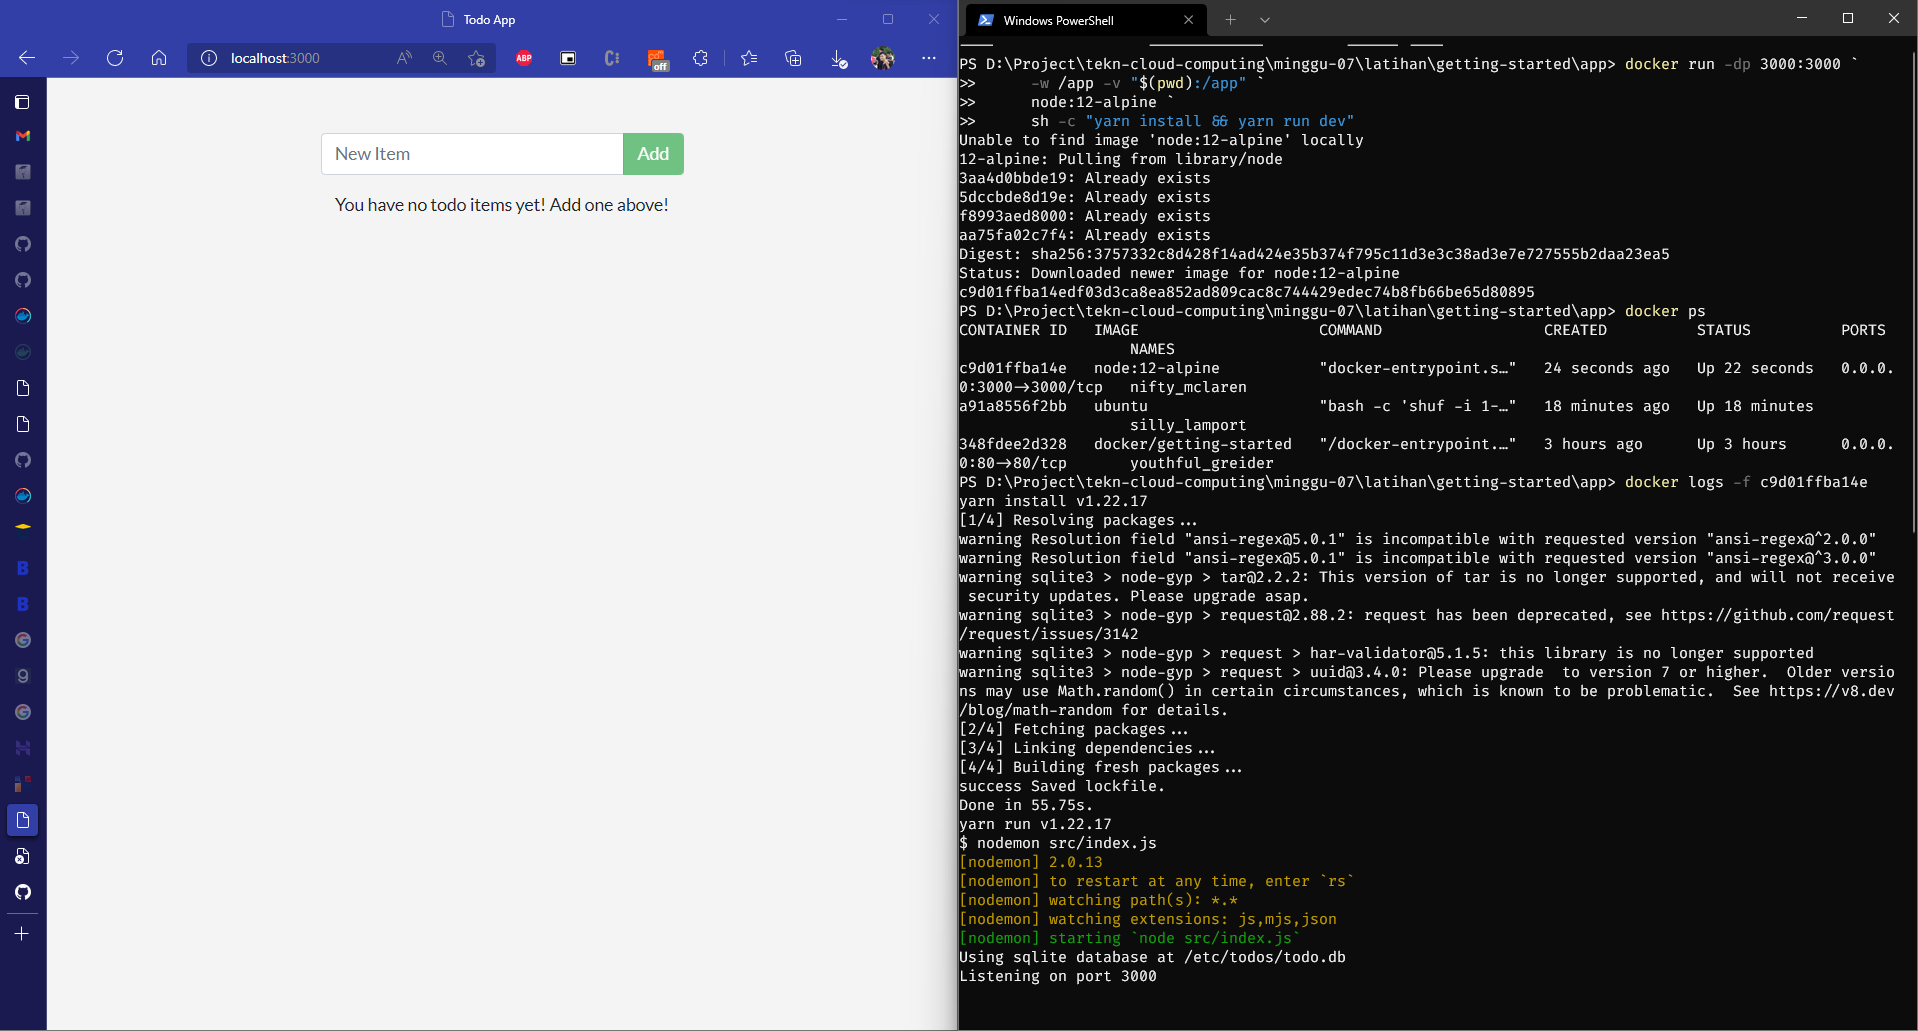 Todo App
localhost:3000
ABP
off
New Item
Add
You have no todo items yet! Add one above!
Windows PowerShell
PS D:\Project\tekn-cloud-computing\minggu-07\latihan\getting-started\app> docker run -dp 3000:3000 `
>>      -w /app -v "$(pwd):/app" `
>>      node:12-alpine `
>>      sh -c "yarn install && yarn run dev"
Unable to find image 'node:12-alpine' locally
12-alpine: Pulling from library/node
3aa4d0bbde19: Already exists
5dccbde8d19e: Already exists
f8993aed8000: Already exists
aa75fa02c7f4: Already exists
Digest: sha256:3757332c8d428f14ad424e35b374f795c11d3e3c38ad3e7e727555b2daa23ea5
Status: Downloaded newer image for node:12-alpine
c9d01ffba14edf03d3ca8ea852ad809cac8c744429edec74b8fb66be65d80895
PS D:\Project\tekn-cloud-computing\minggu-07\latihan\getting-started\app> docker ps
CONTAINER ID   IMAGE                    COMMAND                  CREATED          STATUS          PORTS
                   NAMES
c9d01ffba14e   node:12-alpine           "docker-entrypoint.s…"   24 seconds ago   Up 22 seconds   0.0.0.
0:3000->3000/tcp   nifty_mclaren
a91a8556f2bb   ubuntu                   "bash -c 'shuf -i 1-…"   18 minutes ago   Up 18 minutes
                   silly_lamport
348fdee2d328   docker/getting-started   "/docker-entrypoint.…"   3 hours ago      Up 3 hours      0.0.0.
0:80->80/tcp       youthful_greider
PS D:\Project\tekn-cloud-computing\minggu-07\latihan\getting-started\app> docker logs -f c9d01ffba14e
yarn install v1.22.17
[1/4] Resolving packages...
warning Resolution field "ansi-regex@5.0.1" is incompatible with requested version "ansi-regex@^2.0.0"
warning Resolution field "ansi-regex@5.0.1" is incompatible with requested version "ansi-regex@^3.0.0"
warning sqlite3 > node-gyp > tar@2.2.2: This version of tar is no longer supported, and will not receive
 security updates. Please upgrade asap.
warning sqlite3 > node-gyp > request@2.88.2: request has been deprecated, see https://github.com/request
/request/issues/3142
warning sqlite3 > node-gyp > request > har-validator@5.1.5: this library is no longer supported
warning sqlite3 > node-gyp > request > uuid@3.4.0: Please upgrade  to version 7 or higher.  Older versio
ns may use Math.random() in certain circumstances, which is known to be problematic.  See https://v8.dev
/blog/math-random for details.
[2/4] Fetching packages...
[3/4] Linking dependencies...
[4/4] Building fresh packages...
success Saved lockfile.
Done in 55.75s.
yarn run v1.22.17
$ nodemon src/index.js
[nodemon] 2.0.13
[nodemon] to restart at any time, enter `rs`
[nodemon] watching path(s): *.*
[nodemon] watching extensions: js,mjs,json
[nodemon] starting `node src/index.js`
Using sqlite database at /etc/todos/todo.db
Listening on port 3000